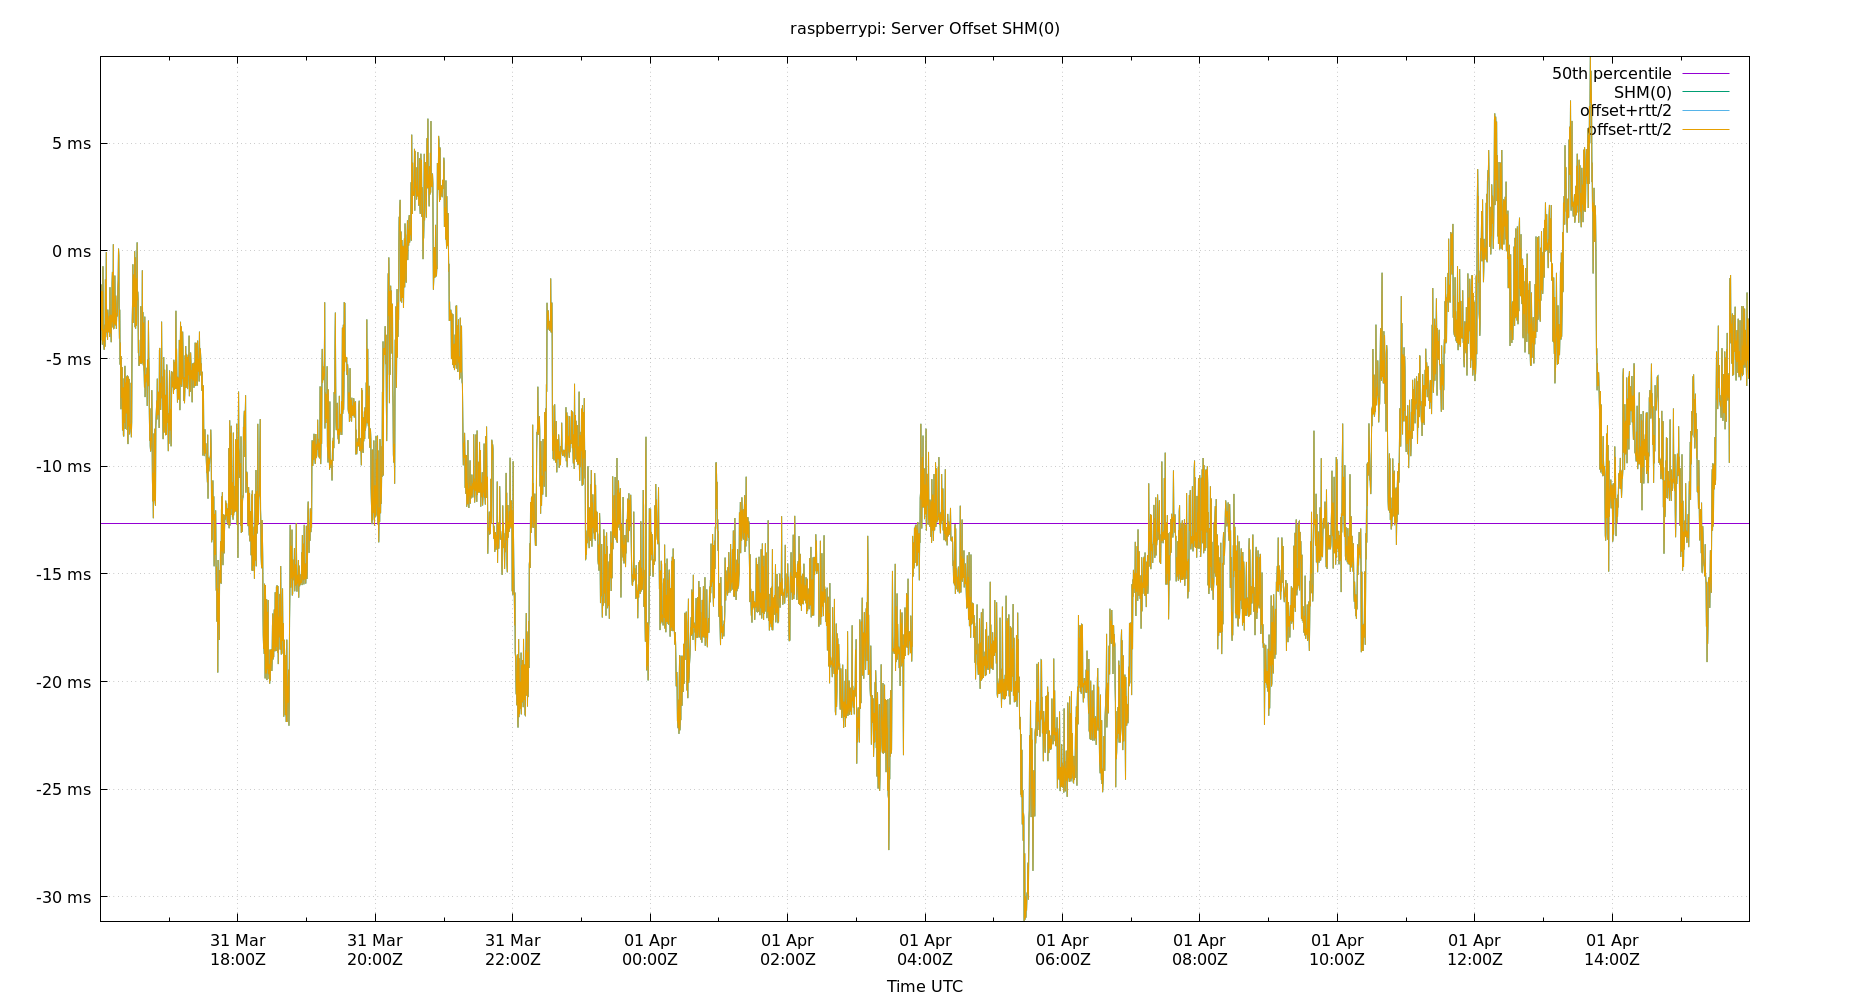 raspberrypi: Server Offset SHM(0)
50th percentile
SHM(0)
offset+rtt/2
offset-rtt/2
5 ms
0 ms
-5 ms
-10 ms
-15 ms
-20 ms
-25 ms
-30 ms
31 Mar
18:00Z
31 Mar
20:00Z
31 Mar
22:00Z
01 Apr
00:00Z
01 Apr
02:00Z
01 Apr
04:00Z
01 Apr
06:00Z
01 Apr
08:00Z
01 Apr
10:00Z
01 Apr
12:00Z
01 Apr
14:00Z
Time UTC